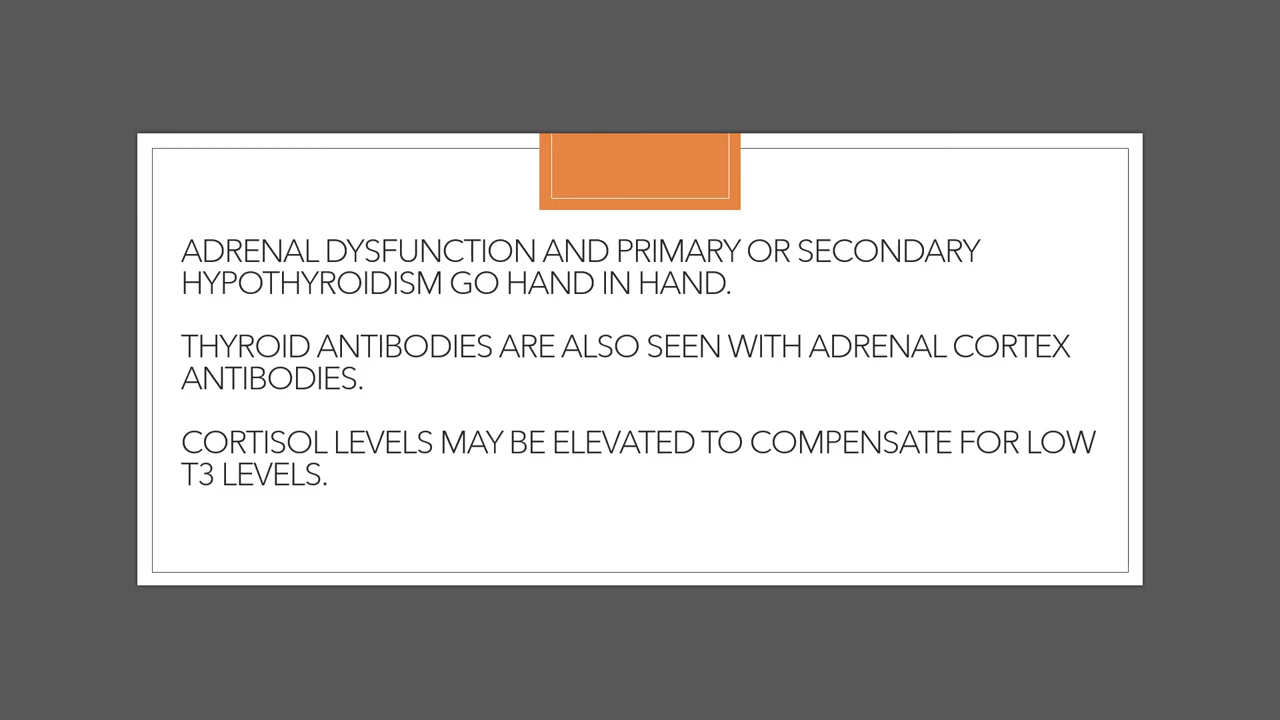 ADRENAL DYSFUNCTION AND PRIMARY OR SECONDARY
HYPOTHYROIDISM GO HAND IN HAND.
THYROID ANTIBODIES ARE ALSO SEEN WITH ADRENAL CORTEX
ANTIBODIES.
CORTISOL LEVELS MAY BE ELEVATED TO COMPENSATE FOR LOW
T3 LEVELS.